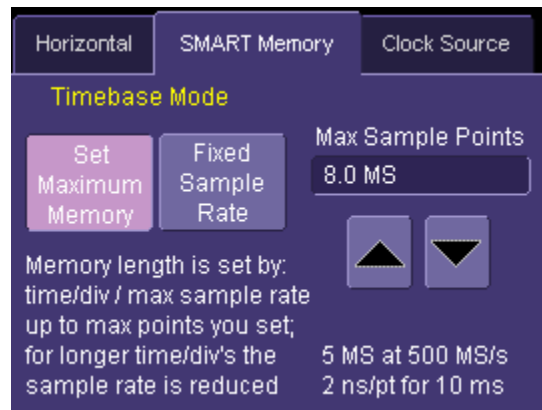 Horizontal
SMART Memory
Clock Source
Timebase Mode
Set
Maximum
Memory
Fixed
Sample
Rate
Max Sample Points
8.0 MS
Memory length is set by:
time/div / max sample rate
up to max points you set;
for longer time/div's the
sample rate is reduced
5 MS at 500 MS/s
2 ns/pt for 10 ms